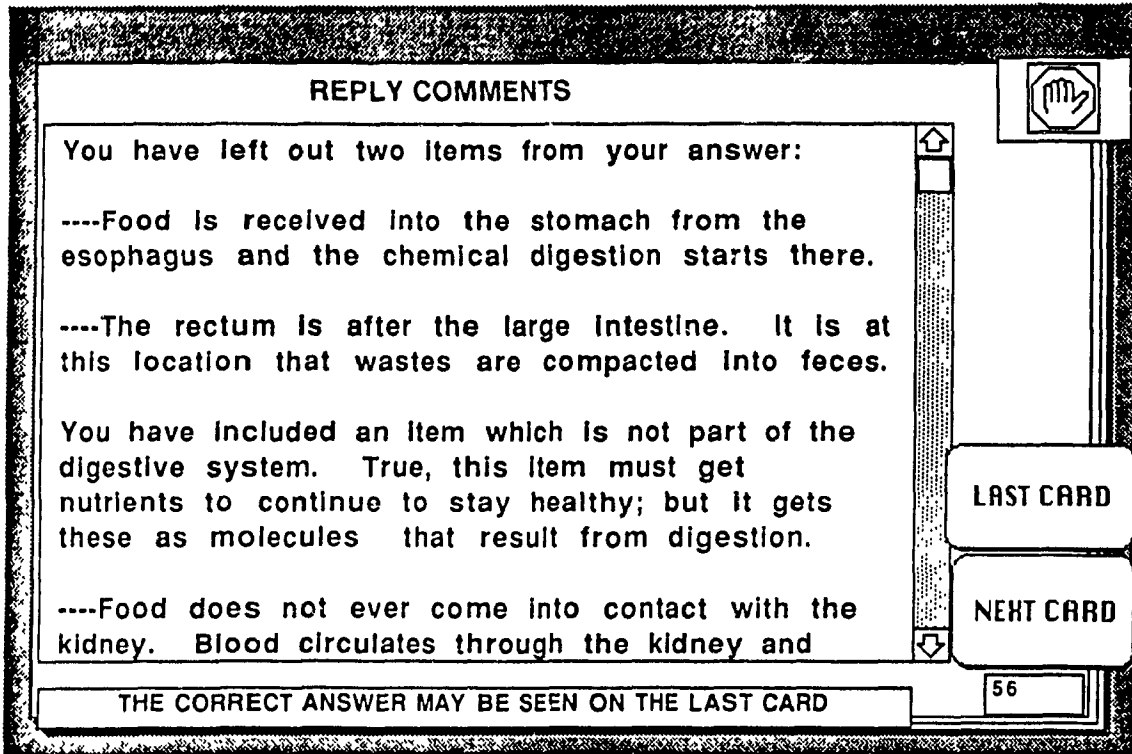 REPLY COMMENTS
You have left out two items from your answer:
----Food is received into the stomach from the
esophagus and the chemical digestion starts there.
----The rectum is after the large intestine. It is at
this location that wastes are compacted into feces.
You have included an item which is not part of the
digestive system. True, this item must get
nutrients to continue to stay healthy; but it gets
these as molecules that result from digestion.
----Food does not ever come into contact with the
kidney. Blood circulates through the kidney and
LAST CARD
NEXT CARD
56
THE CORRECT ANSWER MAY BE SEEN ON THE LAST CARD